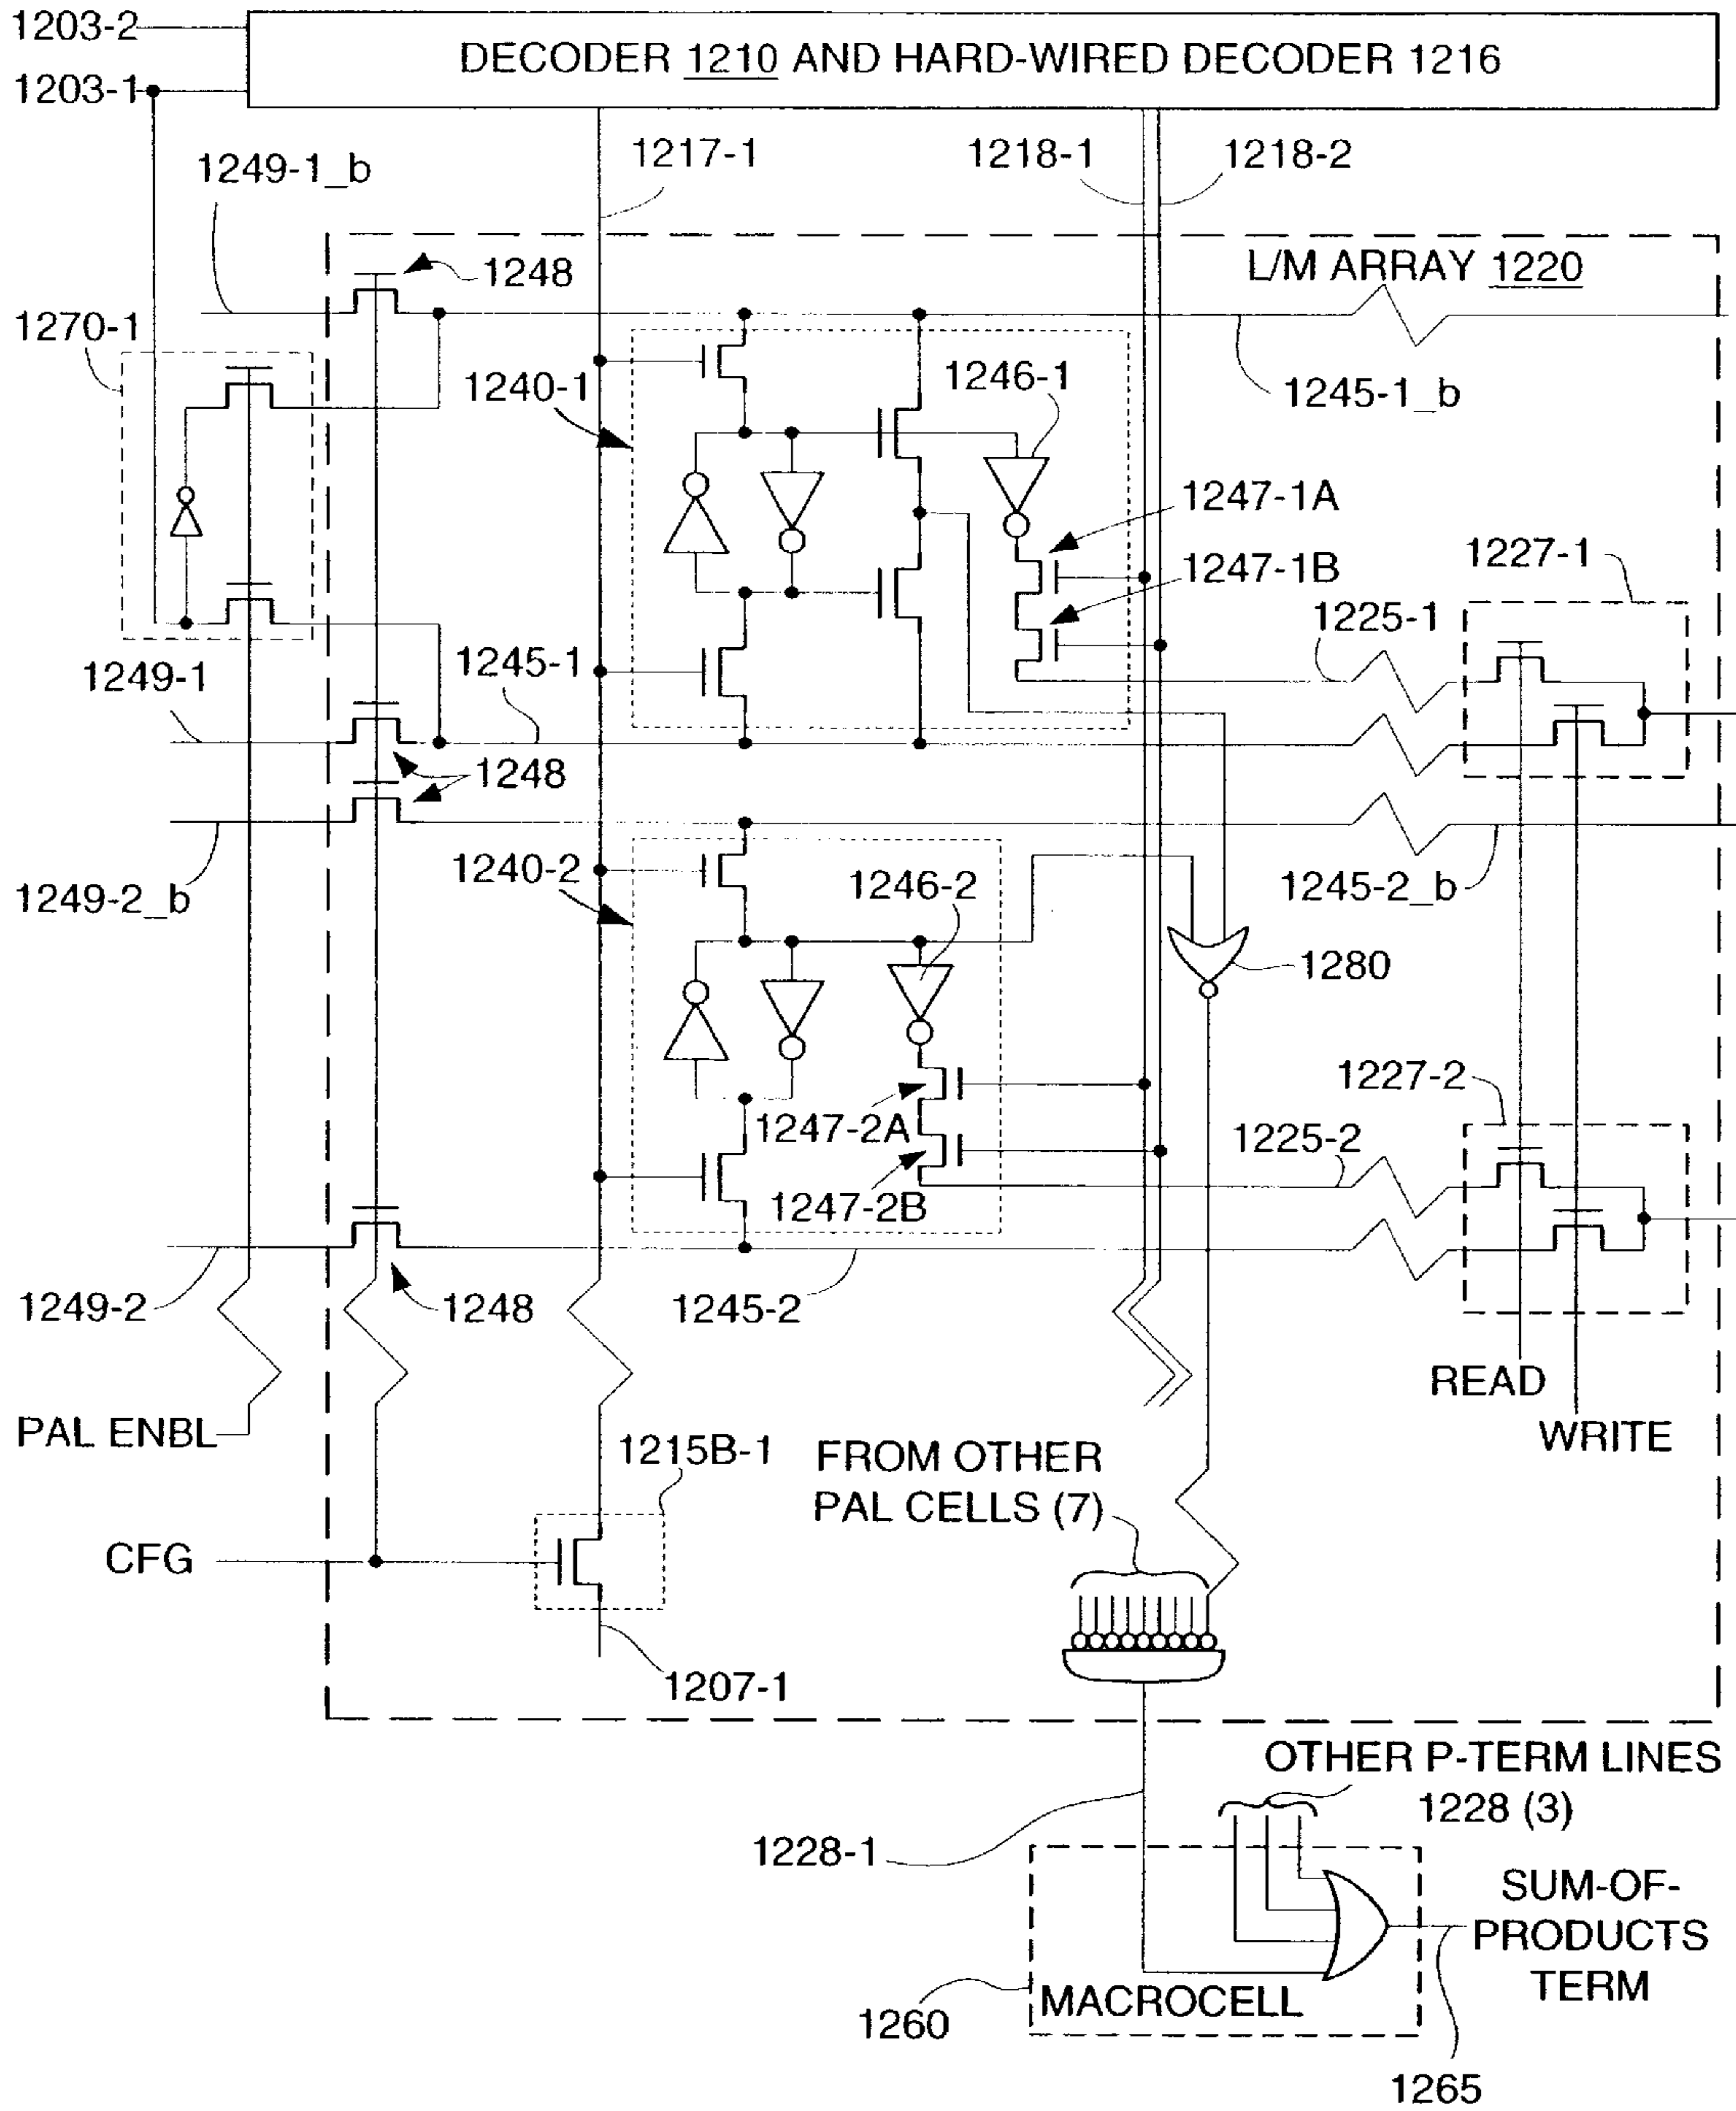 1203-2
DECODER 1210 AND HARD-WIRED DECODER 1216
1203-1
1217-1
1218-1
1218-2
1249-1_b
L/M ARRAY 1220
1248
1270-1
1240-1
1246-1
1245-1_b
1247-1A
1247-1B
1227-1
1225-1
1249-1
1245-1
1248
1240-2
1246-2
1249-2_b
1245-2_b
1280
1227-2
1247-2A
1225-2
1247-2B
1249-2
1248
1245-2
READ
WRITE
PAL ENBL
1215B-1
FROM OTHER
PAL CELLS (7)
CFG
1207-1
OTHER P-TERM LINES
1228 (3)
1228-1
SUM-OF-
PRODUCTS
TERM
MACROCELL
1260
1265